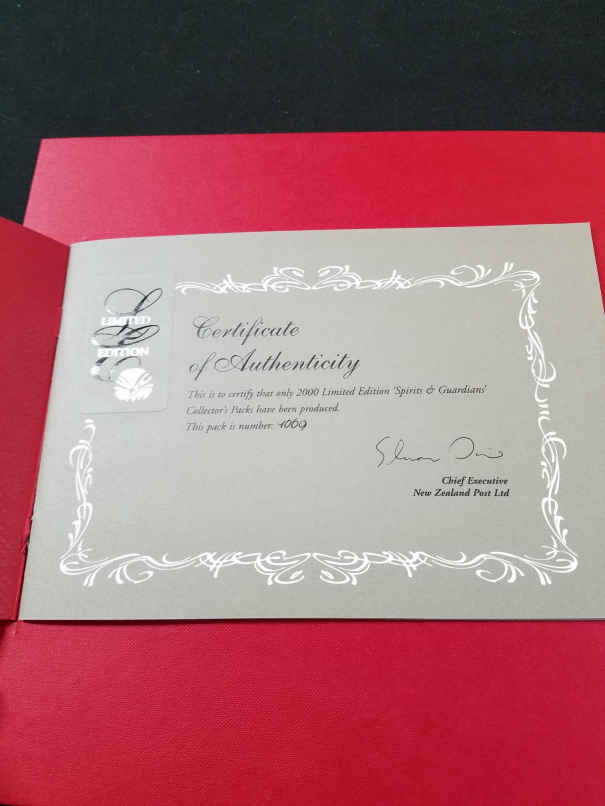 LIMITED
EDITION
Certificate
of Authenticity
This is to certify that only 2000 Limited Edition 'Spirits & Guardians'
Collector's Packs have been produced.
This pack is number: 1069
Chief Executive
New Zealand Post Ltd